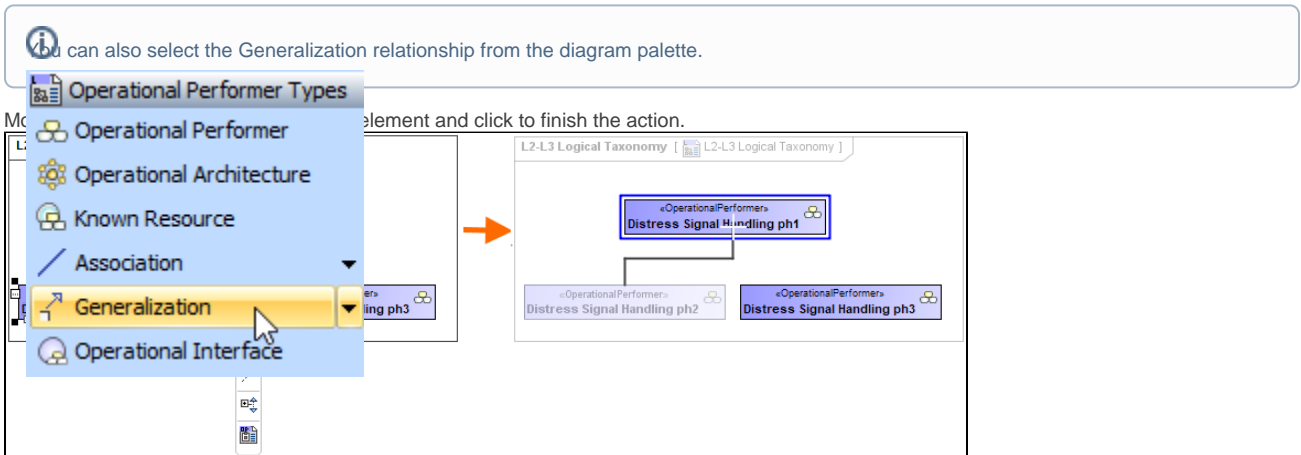 You can also select the Generalization relationship from the diagram palette.
Operational Performer Types
element and click to finish the action.
Operational Performer
Operational Architecture
Known Resource
Association
Generalization
Operational Interface
ling ph3
L2-L3 Logical Taxonomy [ L2-L3 Logical Taxonomy ]
«OperationalPerformer»
Distress Signal Handling ph1
«OperationalPerformer»
Distress Signal Handling ph2
«OperationalPerformer»
Distress Signal Handling ph3